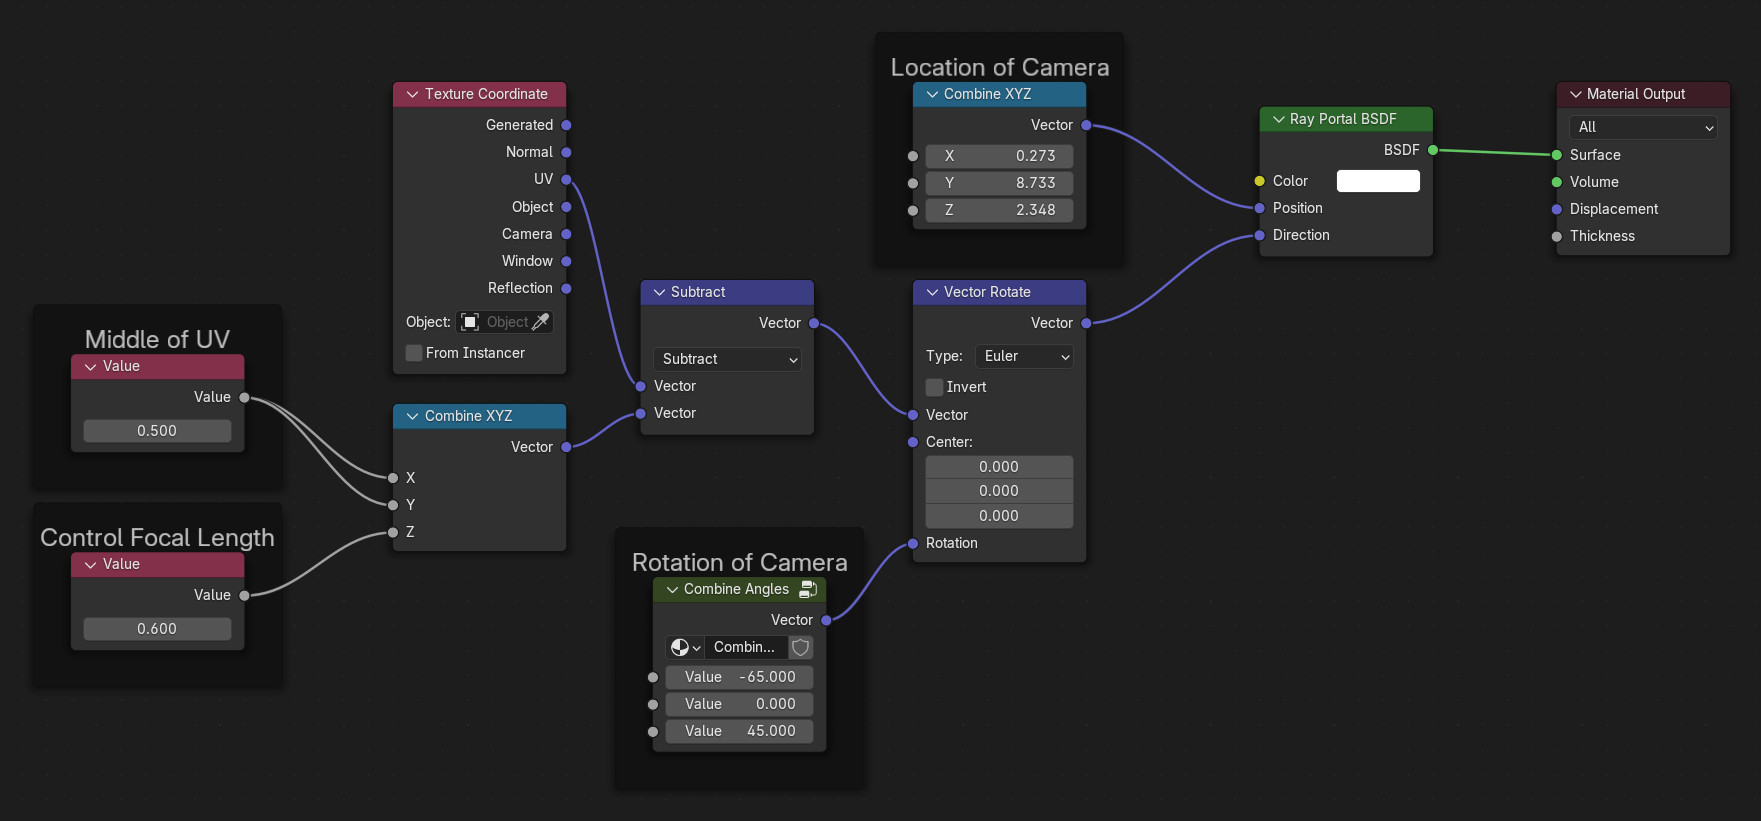 Middle of UV
Value
Value
0.500
Control Focal Length
Value
Value
0.600
Texture Coordinate
Generated
Normal
UV
Object
Camera
Window
Reflection
Object: Object
From Instancer
Combine XYZ
Vector
X
Y
Z
Subtract
Vector
Subtract
Vector
Vector
Rotation of Camera
Combine Angles
Vector
Combin...
Value -65.000
Value 0.000
Value 45.000
Location of Camera
Combine XYZ
Vector
X 0.273
Y 8.733
Z 2.348
Vector Rotate
Vector
Type: Euler
Invert
Vector
Center:
0.000
0.000
0.000
Rotation
Ray Portal BSDF
BSDF
Color
Position
Direction
Material Output
All
Surface
Volume
Displacement
Thickness